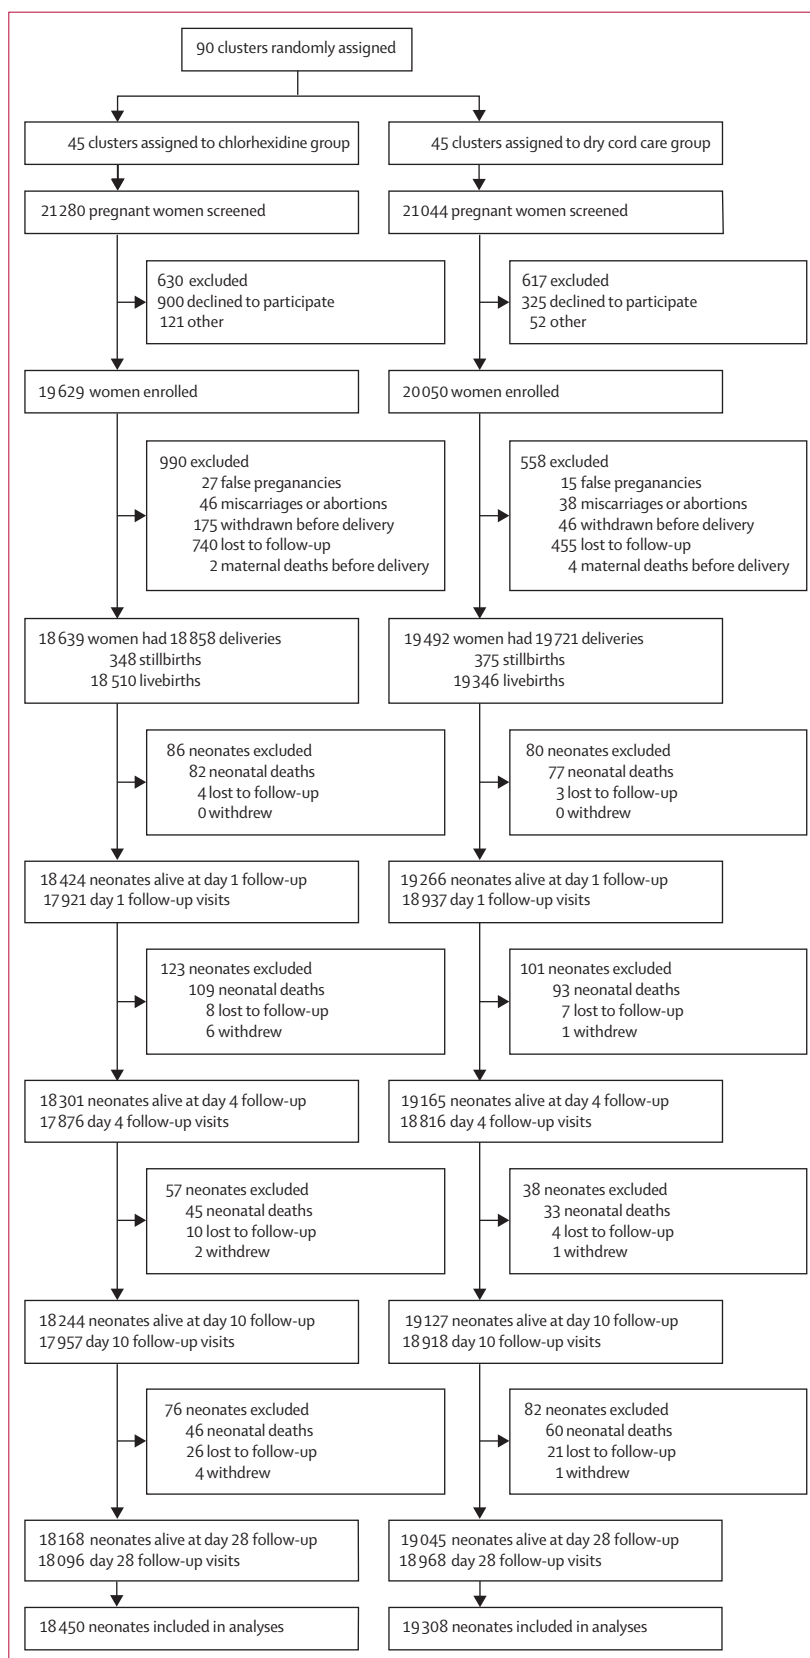 90 clusters randomly assigned
45 clusters assigned to chlorhexidine group
45 clusters assigned to dry cord care group
21 280 pregnant women screened
21 044 pregnant women screened
630 excluded
900 declined to participate
121 other
617 excluded
325 declined to participate
52 other
19 629 women enrolled
20 050 women enrolled
990 excluded
27 false preganancies
46 miscarriages or abortions
175 withdrawn before delivery
740 lost to follow-up
2 maternal deaths before delivery
558 excluded
15 false preganancies
38 miscarriages or abortions
46 withdrawn before delivery
455 lost to follow-up
4 maternal deaths before delivery
18 639 women had 18 858 deliveries
348 stillbirths
18 510 livebirths
19 492 women had 19 721 deliveries
375 stillbirths
19 346 livebirths
86 neonates excluded
82 neonatal deaths
4 lost to follow-up
0 withdrew
80 neonates excluded
77 neonatal deaths
3 lost to follow-up
0 withdrew
18 424 neonates alive at day 1 follow-up
17 921 day 1 follow-up visits
19 266 neonates alive at day 1 follow-up
18 937 day 1 follow-up visits
123 neonates excluded
109 neonatal deaths
8 lost to follow-up
6 withdrew
101 neonates excluded
93 neonatal deaths
7 lost to follow-up
1 withdrew
18 301 neonates alive at day 4 follow-up
17 876 day 4 follow-up visits
19 165 neonates alive at day 4 follow-up
18 816 day 4 follow-up visits
57 neonates excluded
45 neonatal deaths
10 lost to follow-up
2 withdrew
38 neonates excluded
33 neonatal deaths
4 lost to follow-up
1 withdrew
18 244 neonates alive at day 10 follow-up
17 957 day 10 follow-up visits
19 127 neonates alive at day 10 follow-up
18 918 day 10 follow-up visits
76 neonates excluded
46 neonatal deaths
26 lost to follow-up
4 withdrew
82 neonates excluded
60 neonatal deaths
21 lost to follow-up
1 withdrew
18 168 neonates alive at day 28 follow-up
18 096 day 28 follow-up visits
19 045 neonates alive at day 28 follow-up
18 968 day 28 follow-up visits
18 450 neonates included in analyses
19 308 neonates included in analyses